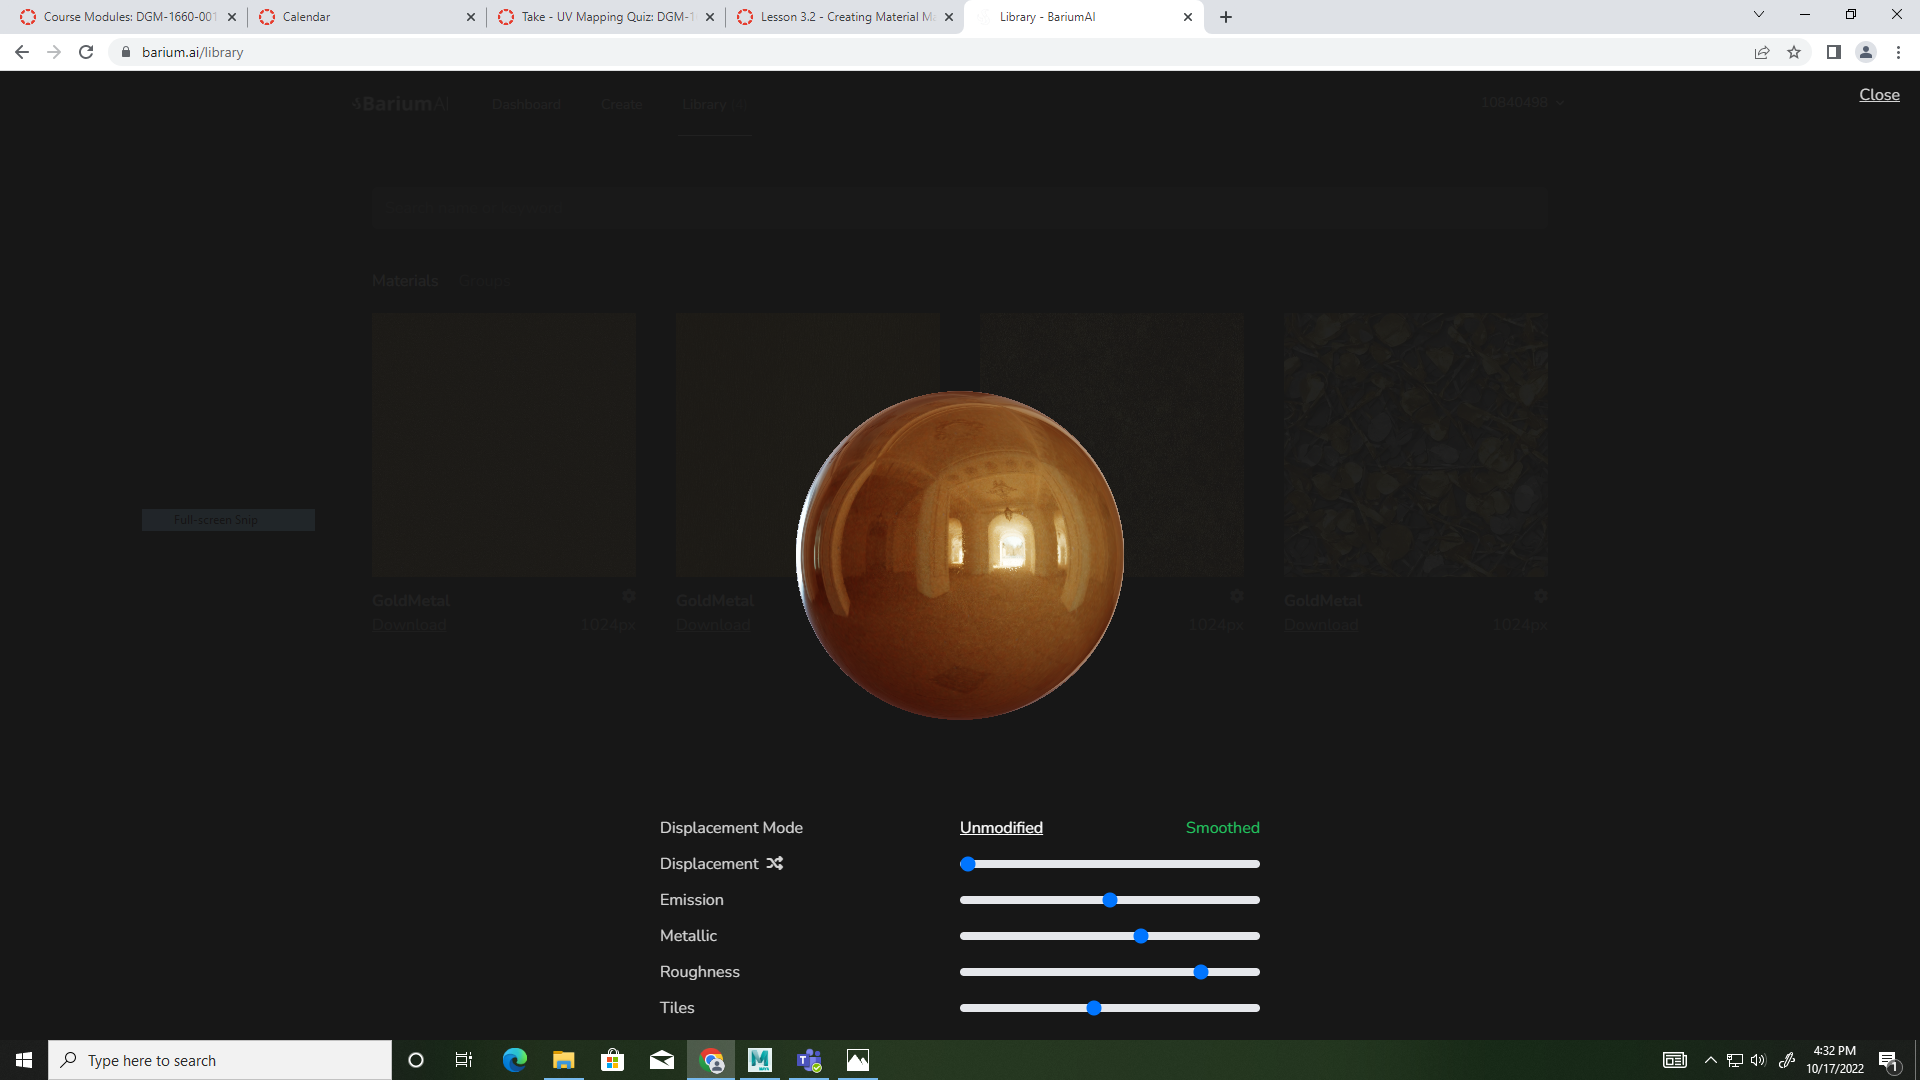 Course Modules: DGM-1660-001
Calendar
Take - UV Mapping Quiz: DGM-1
Lesson 3.2 - Creating Material M
Library - BariumAI
barium.ai/library
BariumAI
Dashboard
Create
Library (4)
10840498
Close
Materials
Groups
Full-screen Snip
GoldMetal
GoldMetal
GoldMetal
Download
1024px
Download
1024px
Download
1024px
Displacement Mode
Unmodified
Smoothed
Displacement
Emission
Metallic
Roughness
Tiles
Type here to search
4:32 PM
10/17/2022
1